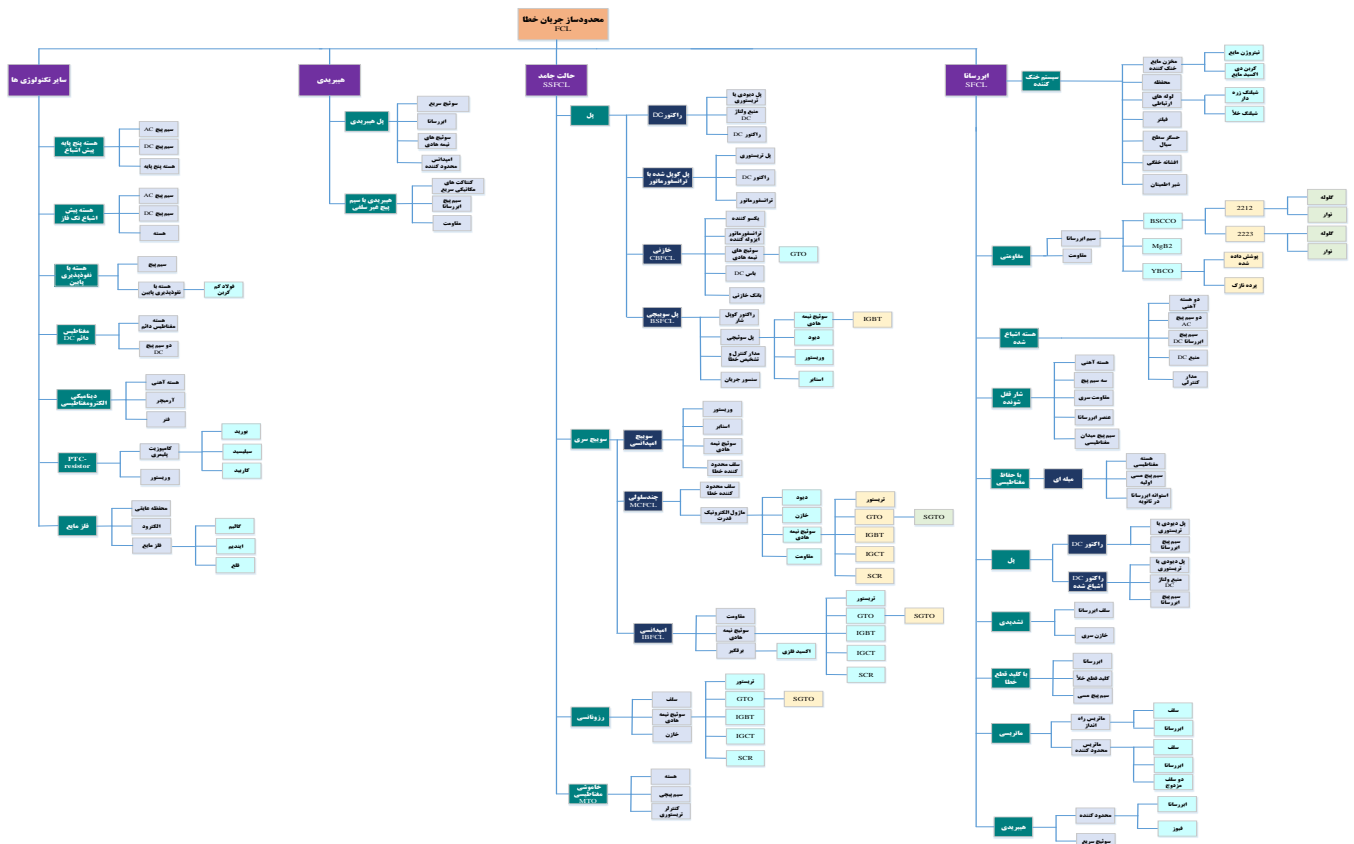 محدودساز جریان خطا
FCL
ابررسانا
SFCL
حالت جامد
SSFCL
هیبریدی
سایر تکنولوژی ها
سیستم خنک
کننده
مخزن مایع
خنک کننده
نیتروژن مایع
کربن دی
اکسید مایع
محفظه
لوله های
ارتباطی
شیلنگ زره
دار
شیلنگ خلأ
فیلتر
حسگر سطح
سیال
افشانه خفگی
شیر اطمینان
مقاومتی
سیم ابررسانا
مقاومت
BSCCO
2212
گلوله
نوار
2223
گلوله
نوار
MgB2
YBCO
پوشش داده
شده
پرده نازک
هسته اشباع
شده
دو هسته
آهنی
دو سیم پیچ
AC
سیم پیچ
ابررسانا DC
منبع DC
مدار
کنترلی
شار قفل
شونده
هسته آهنی
سه سیم پیچ
مقاومت سری
عنصر ابررسانا
سیم پیچ میدان
مغناطیسی
با حفاظ
مغناطیسی
میله ای
هسته
مغناطیسی
سیم پیچ مسی
اولیه
استوانه ابررسانا
در ثانویه
پل
راکتور DC
پل دیودی یا
تریستوری
سیم پیچ
ابررسانا
راکتور DC
اشباع شده
پل دیودی یا
تریستوری
منبع ولتاژ
DC
سیم پیچ
ابررسانا
تشدیدی
سلف ابررسانا
خازن سری
با کلید قطع
خطا
ابررسانا
کلید قطع خلأ
سیم پیچ مسی
ماتریسی
ماتریس راه
انداز
سلف
ابررسانا
ماتریس
محدود کننده
سلف
ابررسانا
دو سلف
مزدوج
هیبریدی
محدود کننده
ابررسانا
فیوز
سوئیچ سریع
پل
راکتور DC
پل دیودی یا
تریستوری
منبع ولتاژ
DC
راکتور DC
پل کوپل شده با
ترانسفورماتور
پل تریستوری
راکتور DC
ترانسفورماتور
خازنی
CBFCL
یکسو کننده
ترانسفورماتور
ایزوله کننده
سوئیچ های
نیمه هادی
GTO
باس DC
بانک خازنی
پل سوییچی
BSFCL
راکتور کوپل
شار
پل سوئیچی
سوئیچ نیمه
هادی
IGBT
دیود
وریستور
اسنابر
مدار کنترل و
تشخیص خطا
سنسور جریان
سوییچ سری
سوییچ
امپدانسی
وریستور
اسنابر
سوئیچ نیمه
هادی
سلف محدود
کننده خطا
چندسلولی
MCFCL
سلف محدود
کننده خطا
ماژول الکترونیک
قدرت
دیود
خازن
سوئیچ نیمه
هادی
مقاومت
تریستور
GTO
SGTO
IGBT
IGCT
SCR
امپدانسی
IBFCL
مقاومت
سوئیچ نیمه
هادی
برقگیر
اکسید فلزی
تریستور
GTO
SGTO
IGBT
IGCT
SCR
رزونانسی
سلف
سوئیچ نیمه
هادی
خازن
تریستور
GTO
SGTO
IGBT
IGCT
SCR
خاموشی
مغناطیسی
MTO
هسته
سیم پیچی
کنترلر
تریستوری
پل هیبریدی
سوئیچ سریع
ابررسانا
سوئیچ های
نیمه هادی
امپدانس
محدود کننده
هیبریدی با سیم
پیچ غیر سلفی
کنتاکت های
مکانیکی سریع
سیم پیچ
ابررسانا
مقاومت
هسته پنج پایه
پیش اشباع
سیم پیچ AC
سیم پیچ DC
هسته پنج پایه
هسته پیش
اشباع تک فاز
سیم پیچ AC
سیم پیچ DC
هسته
هسته با
نفوذپذیری
پایین
سیم پیچ
هسته با
نفوذپذیری پایین
فولاد کم
کربن
مغناطیس
دائم DC
هسته
مغناطیس دائم
دو سیم پیچ
DC
دینامیکی
الکترومغناطیسی
هسته آهنی
آرمیچر
فنر
PTC-
resistor
کامپوزیت
پلیمری
بورید
سیلیسید
کاربید
وریستور
فلز مایع
محفظه عایقی
الکترود
فلز مایع
گالیم
ایندیم
قلع